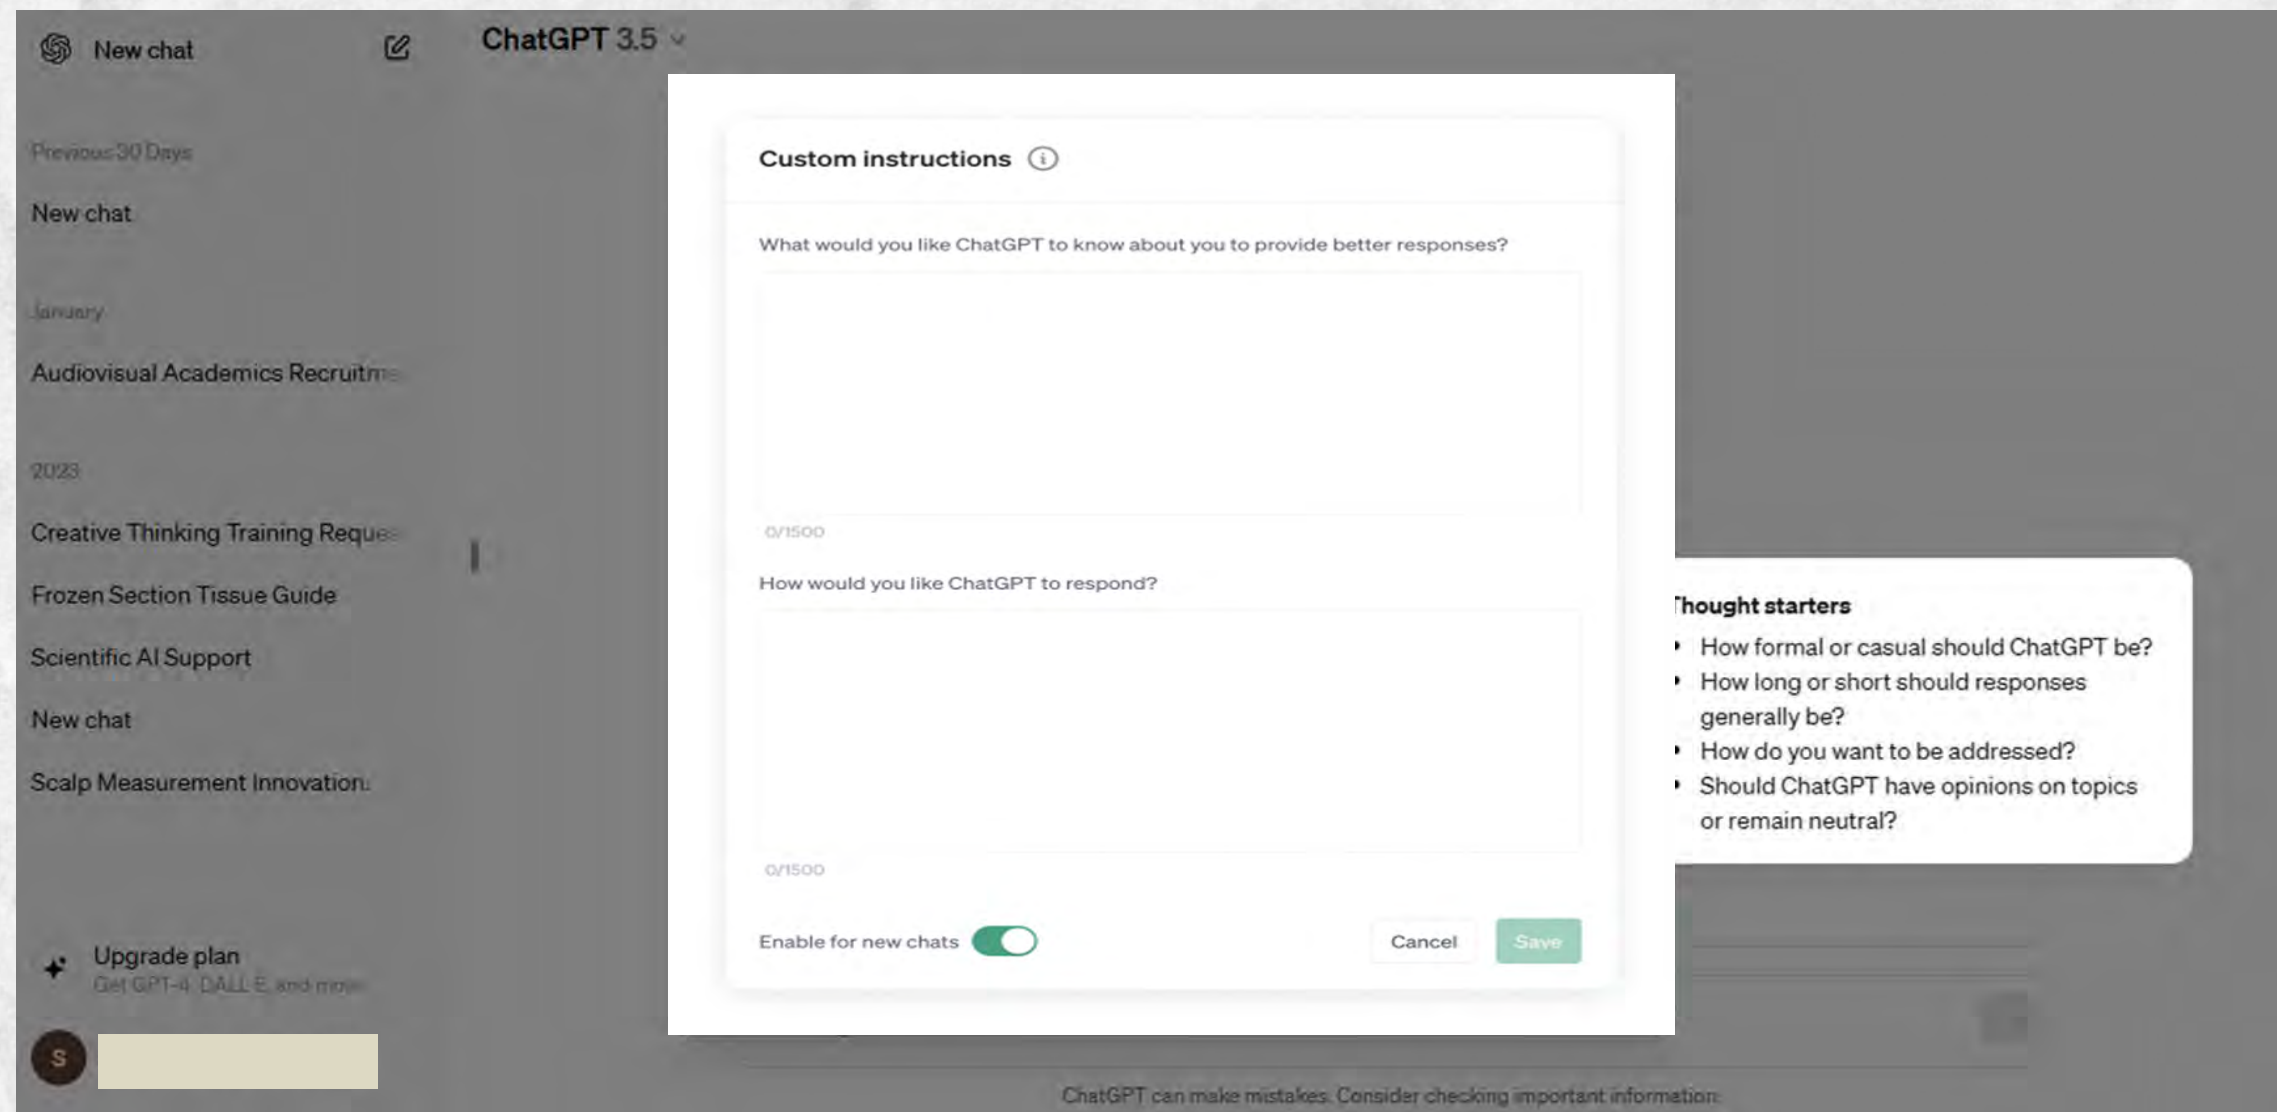 New chat
ChatGPT 3.5
Previous 30 Days
New chat
January
Audiovisual Academics Recruitme
2023
Creative Thinking Training Reques
Frozen Section Tissue Guide
Scientific AI Support
New chat
Scalp Measurement Innovation.
Upgrade plan
Get GPT-4, DALL·E, and more
S
Custom instructions
What would you like ChatGPT to know about you to provide better responses?
0/1500
How would you like ChatGPT to respond?
0/1500
Enable for new chats
Cancel
Save
Thought starters
• How formal or casual should ChatGPT be?
• How long or short should responses
generally be?
• How do you want to be addressed?
• Should ChatGPT have opinions on topics
or remain neutral?
ChatGPT can make mistakes. Consider checking important information.